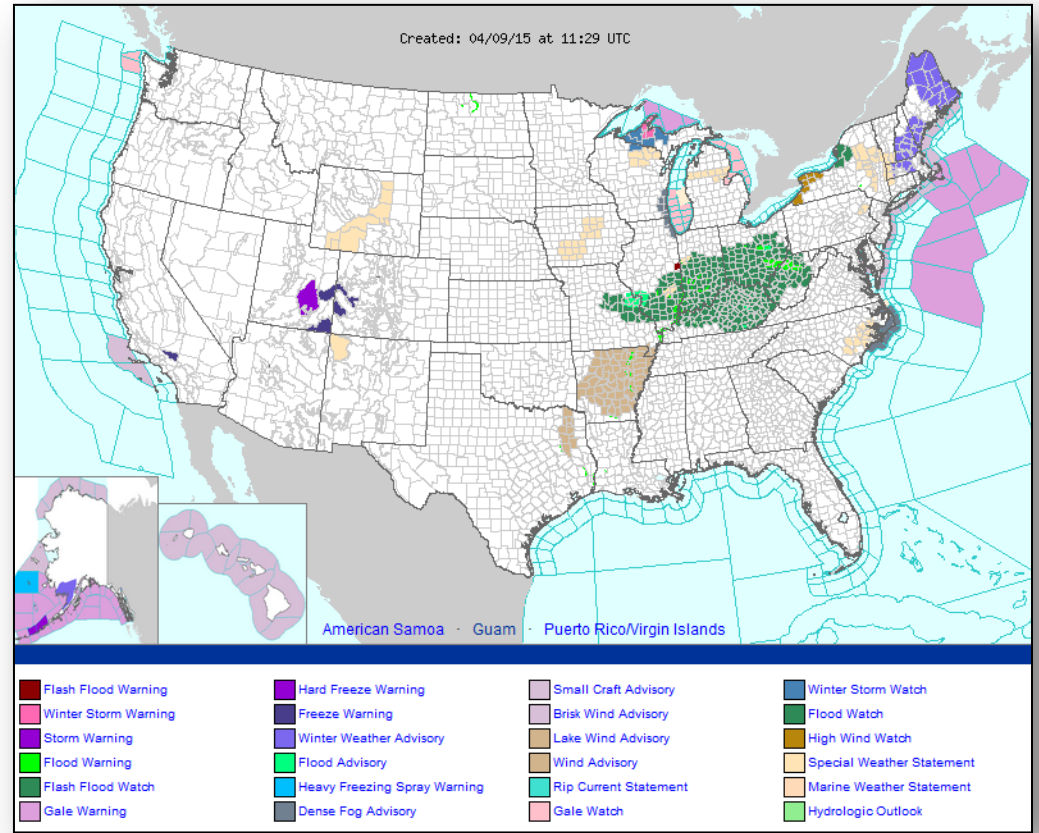 Created: 04/09/15 at 11:29 UTC
American Samoa · Guam · Puerto Rico/Virgin Islands
Flash Flood Warning
Hard Freeze Warning
Small Craft Advisory
Winter Storm Watch
Winter Storm Warning
Freeze Warning
Brisk Wind Advisory
Flood Watch
Storm Warning
Winter Weather Advisory
Lake Wind Advisory
High Wind Watch
Flood Warning
Flood Advisory
Wind Advisory
Special Weather Statement
Flash Flood Watch
Heavy Freezing Spray Warning
Rip Current Statement
Marine Weather Statement
Gale Warning
Dense Fog Advisory
Gale Watch
Hydrologic Outlook